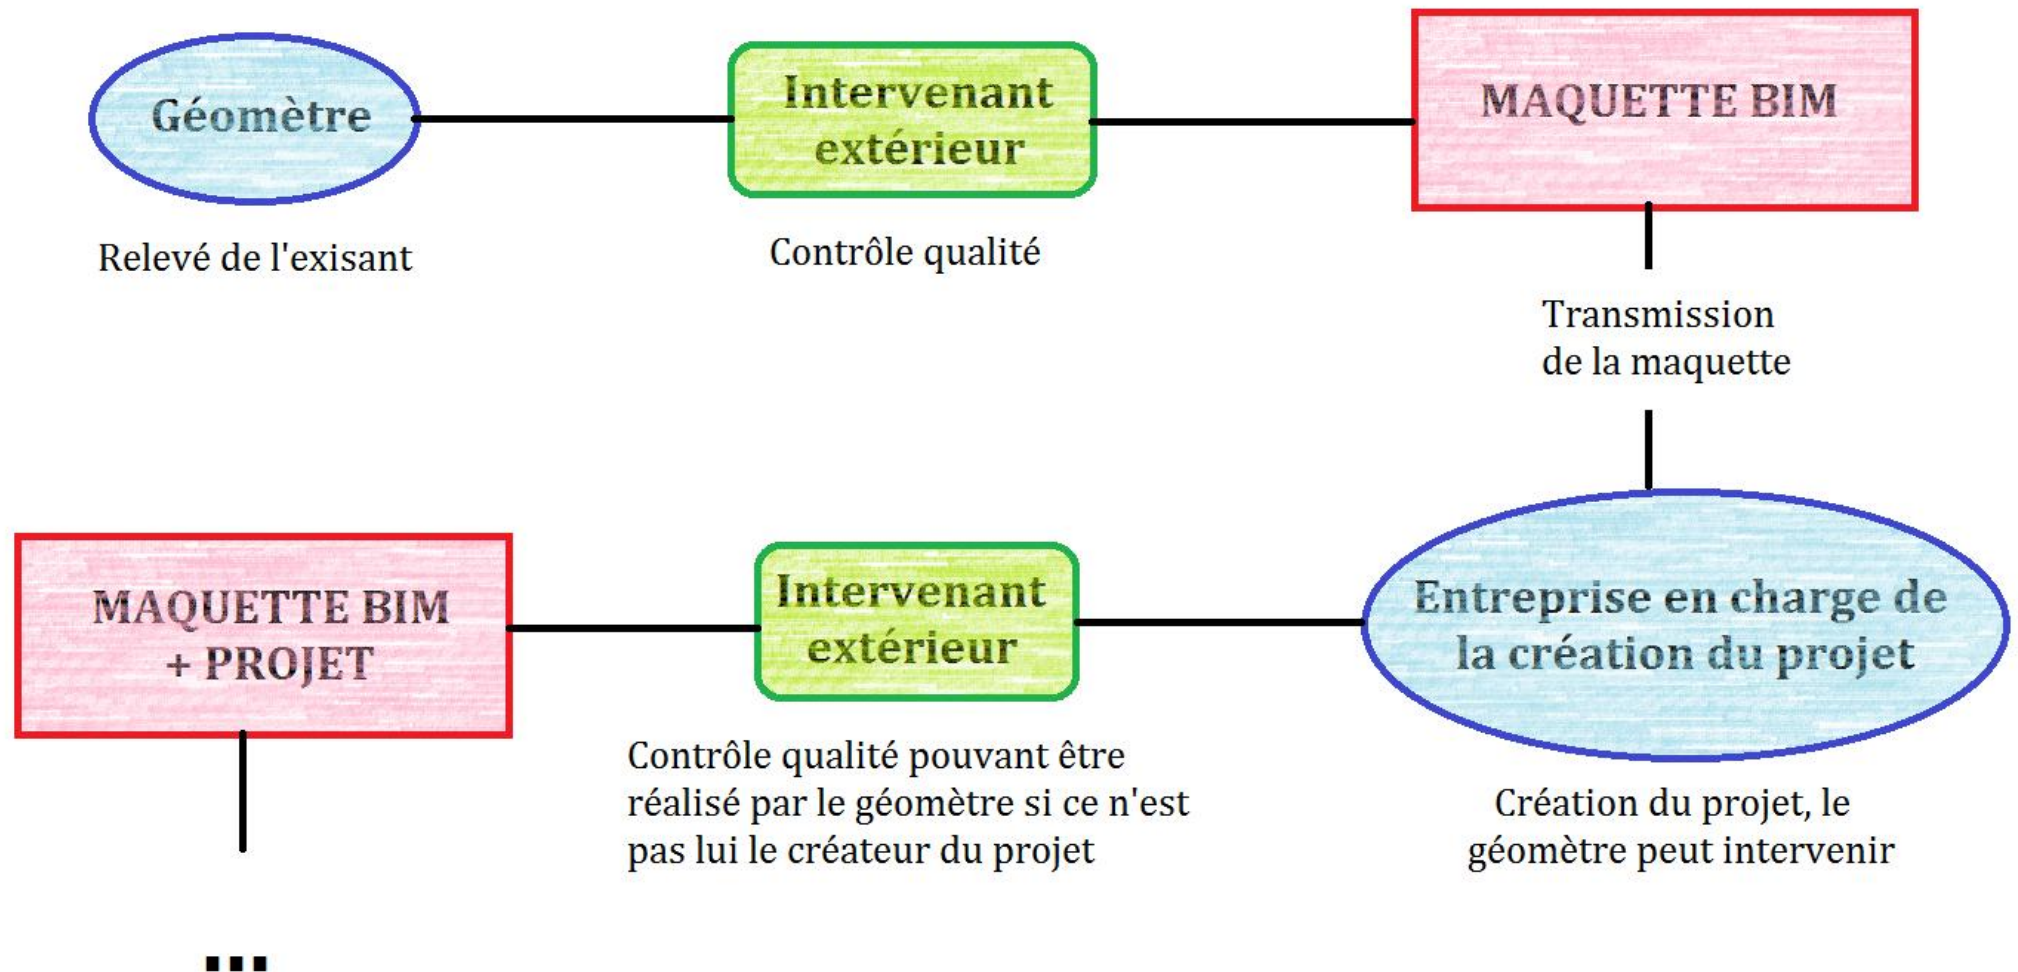 Géomètre
Intervenant
extérieur
MAQUETTE BIM
Relevé de l'exisant
Contrôle qualité
Transmission
de la maquette
MAQUETTE BIM
+ PROJET
Intervenant
extérieur
Entreprise en charge de
la création du projet
Contrôle qualité pouvant être
réalisé par le géomètre si ce n'est
pas lui le créateur du projet
Création du projet, le
géomètre peut intervenir
...